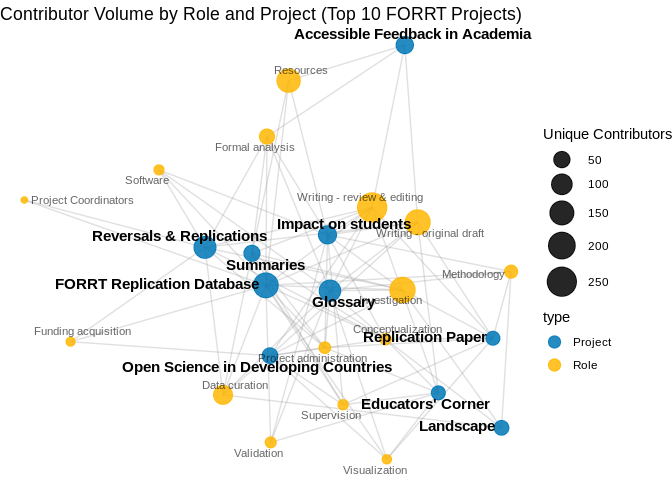 Contributor Volume by Role and Project (Top 10 FORRT Projects)
Accessible Feedback in Academia
Resources
Formal analysis
Software
Project Coordinators
Writing - review & editing
Impact on students
Writing - original draft
Reversals & Replications
Summaries
Methodology
FORRT Replication Database
Glossary
Investigation
Funding acquisition
Conceptualization
Replication Paper
Project administration
Open Science in Developing Countries
Data curation
Supervision
Educators' Corner
Landscape
Validation
Visualization
Unique Contributors
50
100
150
200
250
type
Project
Role